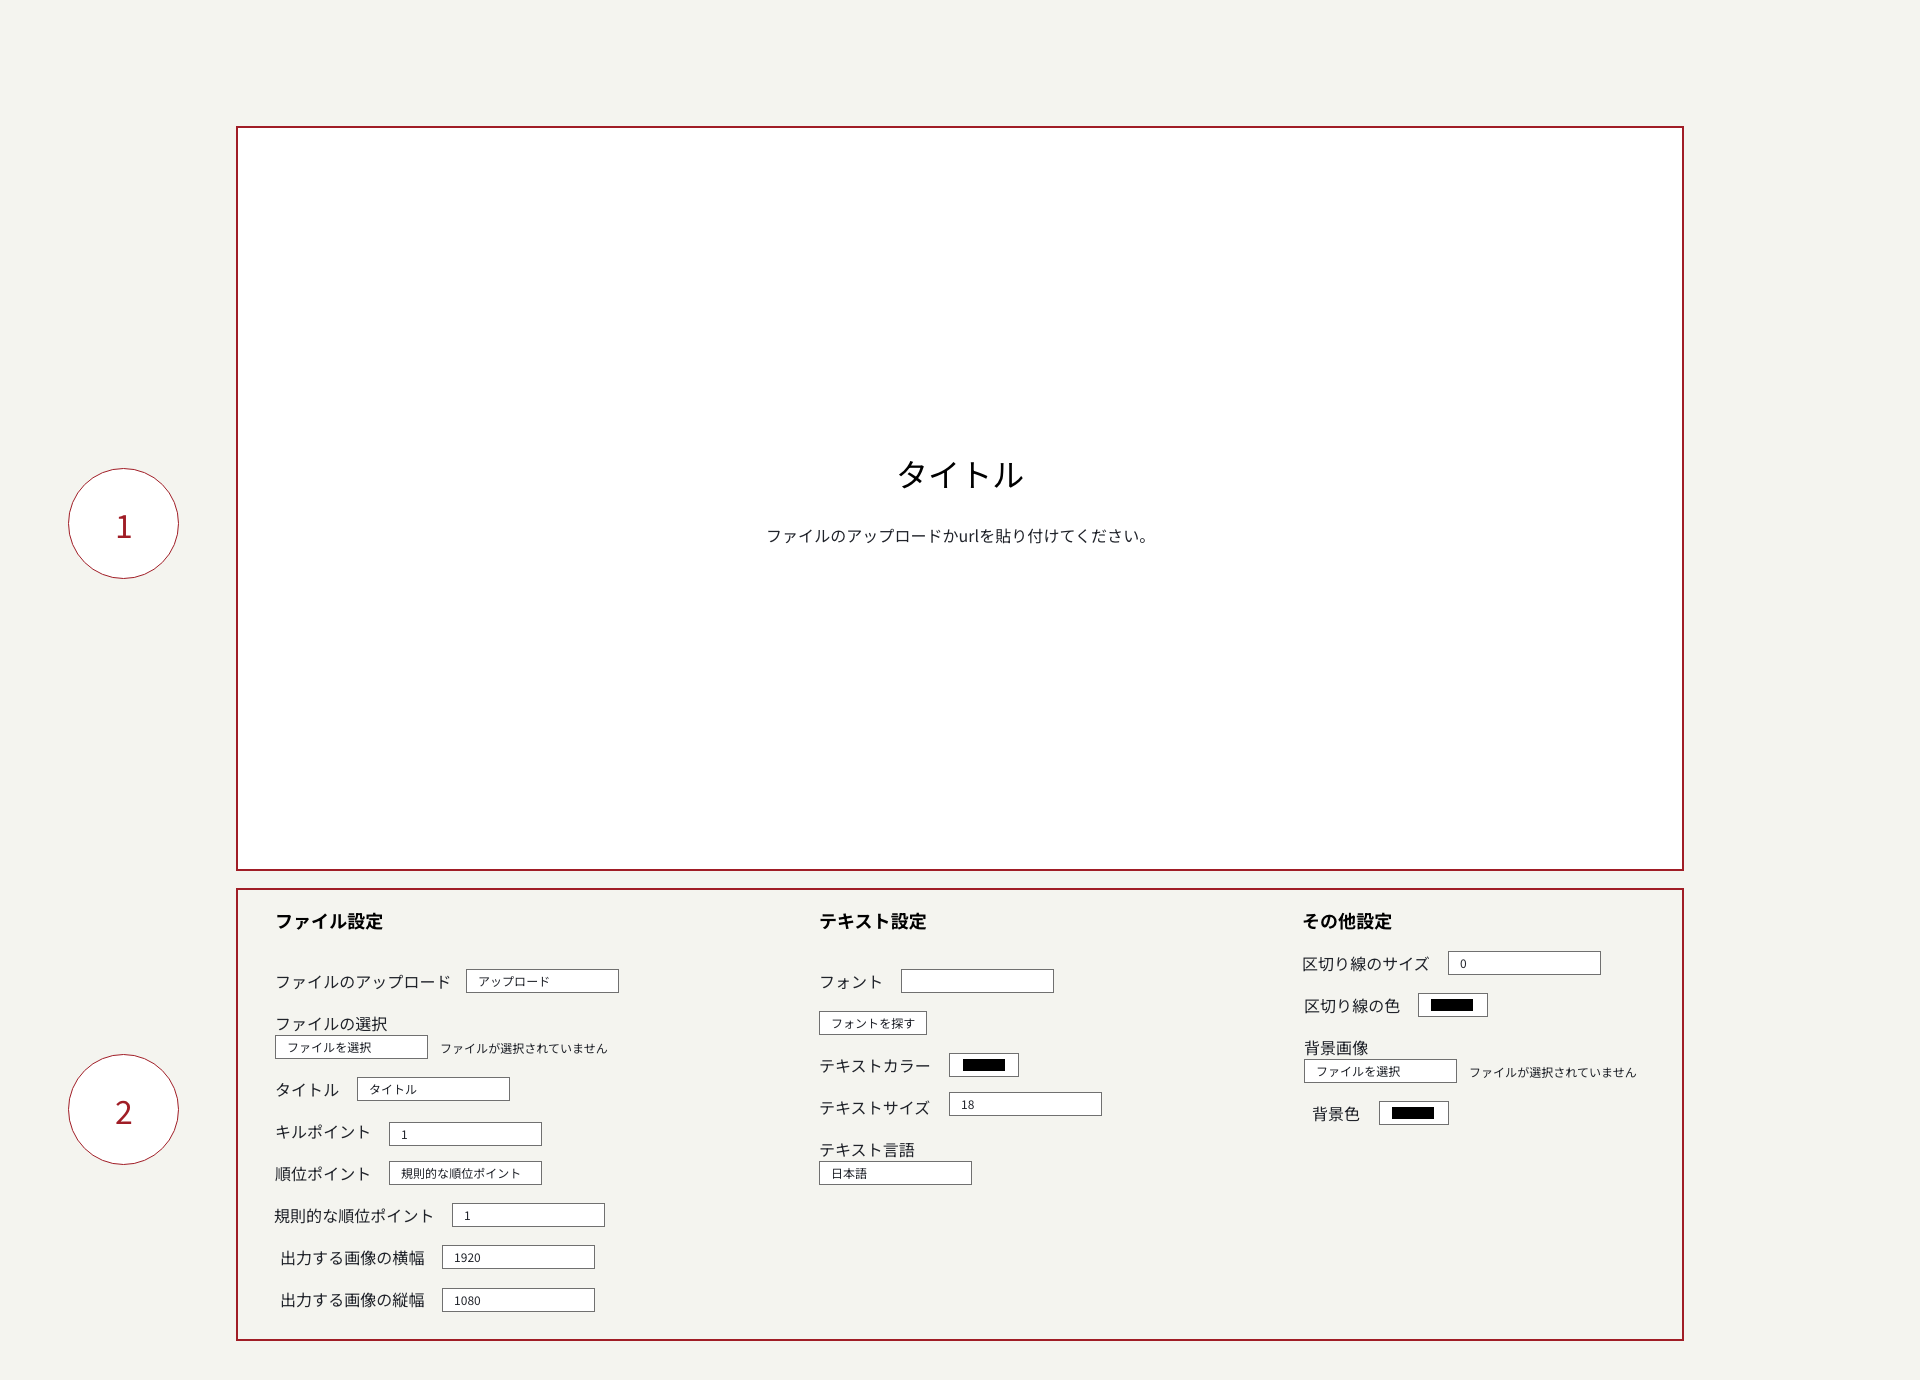 1
タイトル
ファイルのアップロードかurlを貼り付けてください。
2
ファイル設定
ファイルのアップロード アップロード
ファイルの選択
ファイルを選択 ファイルが選択されていません
タイトル タイトル
キルポイント 1
順位ポイント 規則的な順位ポイント
規則的な順位ポイント 1
出力する画像の横幅 1920
出力する画像の縦幅 1080
テキスト設定
フォント
フォントを探す
テキストカラー
テキストサイズ 18
テキスト言語
日本語
その他設定
区切り線のサイズ 0
区切り線の色
背景画像
ファイルを選択 ファイルが選択されていません
背景色